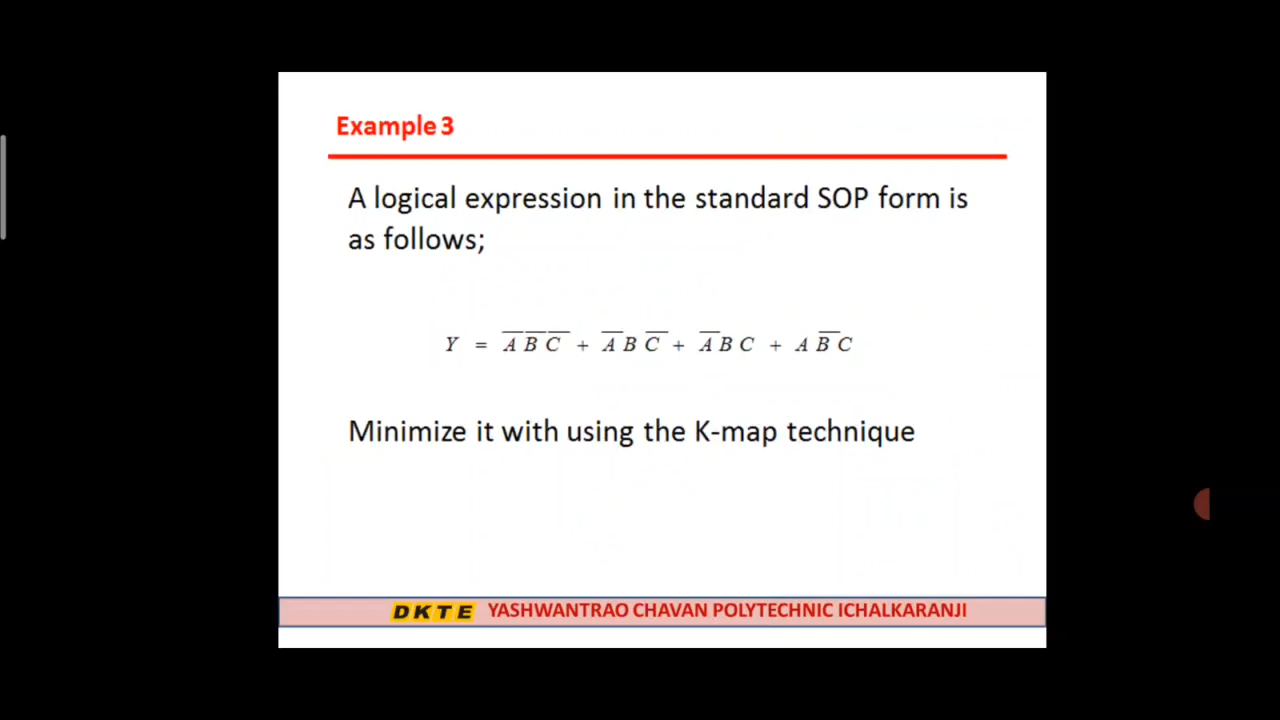 Example 3
A logical expression in the standard SOP form is
as follows;
Y = A̅ B̅ C̅ + A̅ B C̅ + A̅ B C + A B̅ C
Minimize it with using the K-map technique
DKTE YASHWANTRAO CHAVAN POLYTECHNIC ICHALKARANJI